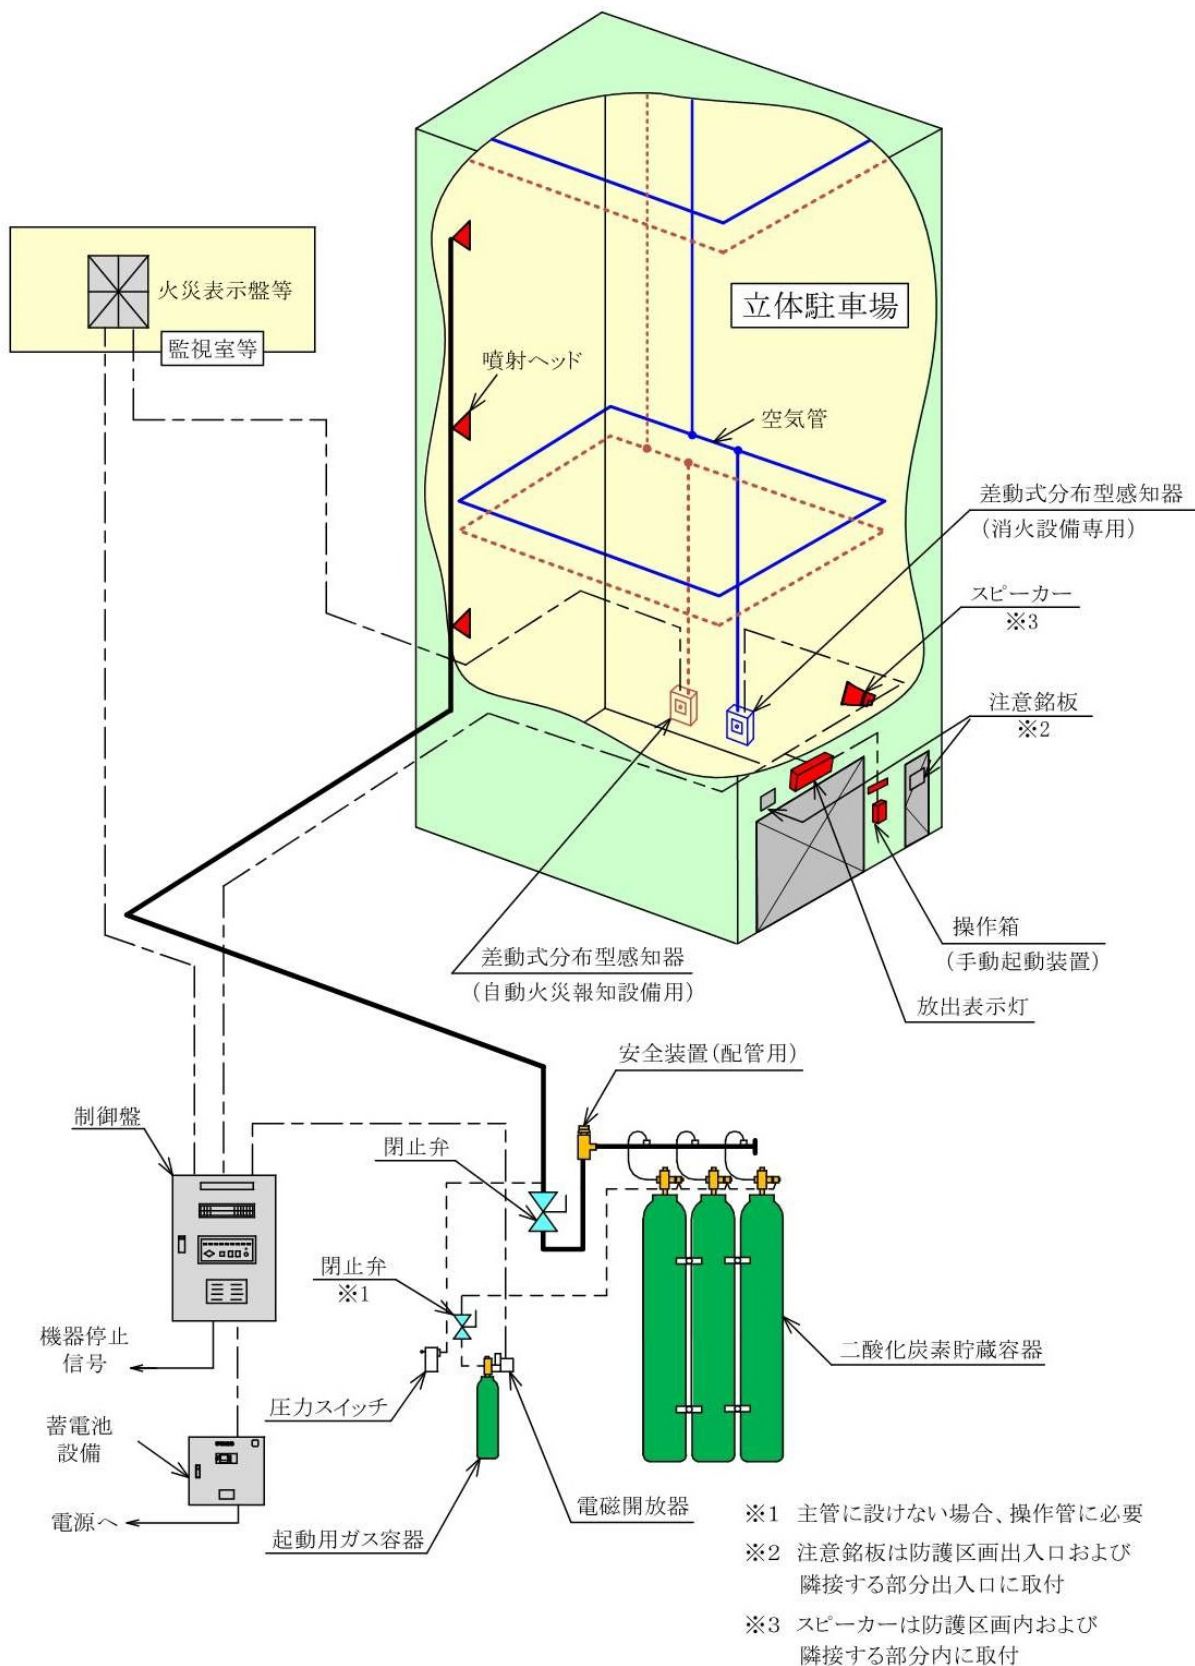 立体駐車場
火災表示盤等
監視室等
噴射ヘッド
空気管
差動式分布型感知器
(消火設備専用)
スピーカー
※3
注意銘板
※2
操作箱
(手動起動装置)
放出表示灯
差動式分布型感知器
(自動火災報知設備用)
安全装置(配管用)
制御盤
閉止弁
閉止弁
※1
機器停止
信号
圧力スイッチ
二酸化炭素貯蔵容器
蓄電池
設備
電源へ
起動用ガス容器
電磁開放器
※1 主管に設けない場合、操作管に必要
※2 注意銘板は防護区画出入口および
隣接する部分出入口に取付
※3 スピーカーは防護区画内および
隣接する部分内に取付